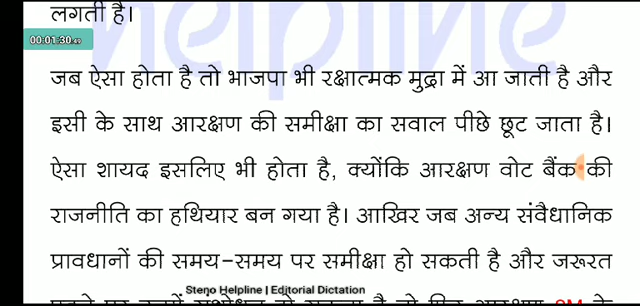 लगती है।
00:01:30
जब ऐसा होता है तो भाजपा भी रक्षात्मक मुद्रा में आ जाती है और
इसी के साथ आरक्षण की समीक्षा का सवाल पीछे छूट जाता है।
ऐसा शायद इसलिए भी होता है, क्योंकि आरक्षण वोट बैंक की
राजनीति का हथियार बन गया है। आखिर जब अन्य संवैधानिक
प्रावधानों की समय-समय पर समीक्षा हो सकती है और जरूरत
Steno Helpline | Editorial Dictation